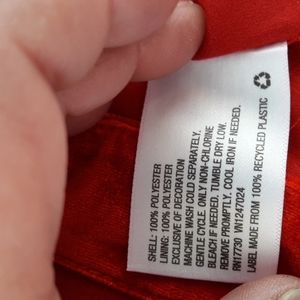 SHELL: 100% POLYESTER
LINING: 100% POLYESTER
EXCLUSIVE OF DECORATION
MACHINE WASH COLD SEPARATELY.
GENTLE CYCLE. ONLY NON-CHLORINE
BLEACH IF NEEDED. TUMBLE DRY LOW.
REMOVE PROMPTLY. COOL IRON IF NEEDED.
RN17730 VN1247024
LABEL MADE FROM 100% RECYCLED PLASTIC